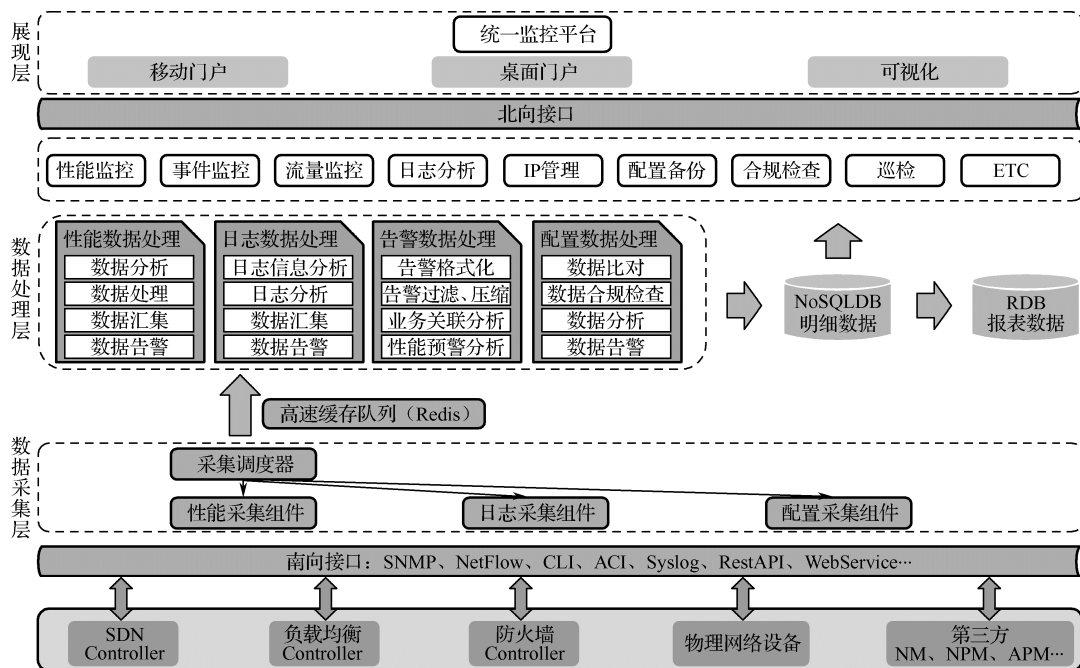 展现层
统一监控平台
移动门户
桌面门户
可视化
北向接口
性能监控
事件监控
流量监控
日志分析
IP管理
配置备份
合规检查
巡检
ETC
数据处理层
性能数据处理
数据分析
数据处理
数据汇集
数据告警
日志数据处理
日志信息分析
日志分析
数据汇集
数据告警
告警数据处理
告警格式化
告警过滤、压缩
业务关联分析
性能预警分析
配置数据处理
数据比对
数据合规检查
数据分析
数据告警
NoSQLDB
明细数据
RDB
报表数据
高速缓存队列（Redis）
数据采集层
采集调度器
性能采集组件
日志采集组件
配置采集组件
南向接口：SNMP、NetFlow、CLI、ACI、Syslog、RestAPI、WebService…
SDN
Controller
负载均衡
Controller
防火墙
Controller
物理网络设备
第三方
NM、NPM、APM…